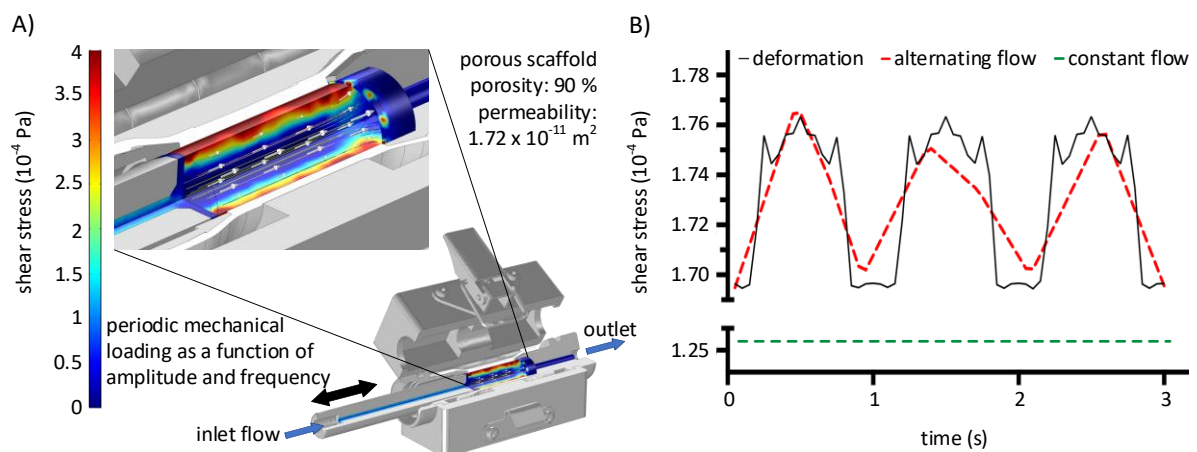 A)
4
3.5
3
2.5
2
1.5
1
0.5
0
shear stress (10⁻⁴ Pa)
porous scaffold
porosity: 90 %
permeability:
1.72 x 10⁻¹¹ m²
periodic mechanical
loading as a function of
amplitude and frequency
inlet flow
outlet
B)
deformation
alternating flow
constant flow
1.78
1.76
1.74
1.72
1.70
1.25
shear stress (10⁻⁴ Pa)
0
1
2
3
time (s)